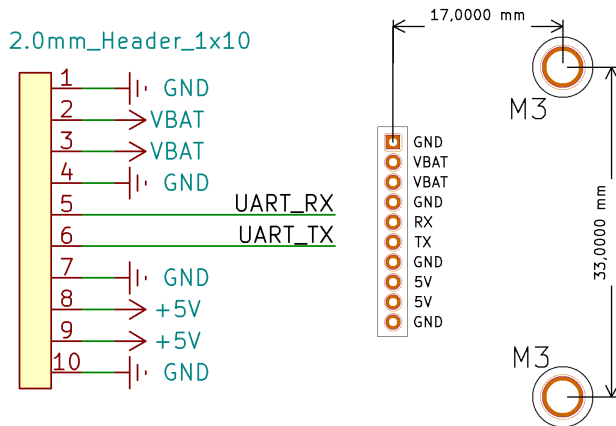 2.0mm_Header_1x10
1 GND
2 VBAT
3 VBAT
4 GND
5 UART_RX
6 UART_TX
7 GND
8 +5V
9 +5V
10 GND
17,0000 mm
M3
GND
VBAT
VBAT
GND
RX
TX
GND
5V
5V
GND
33,0000 mm
M3